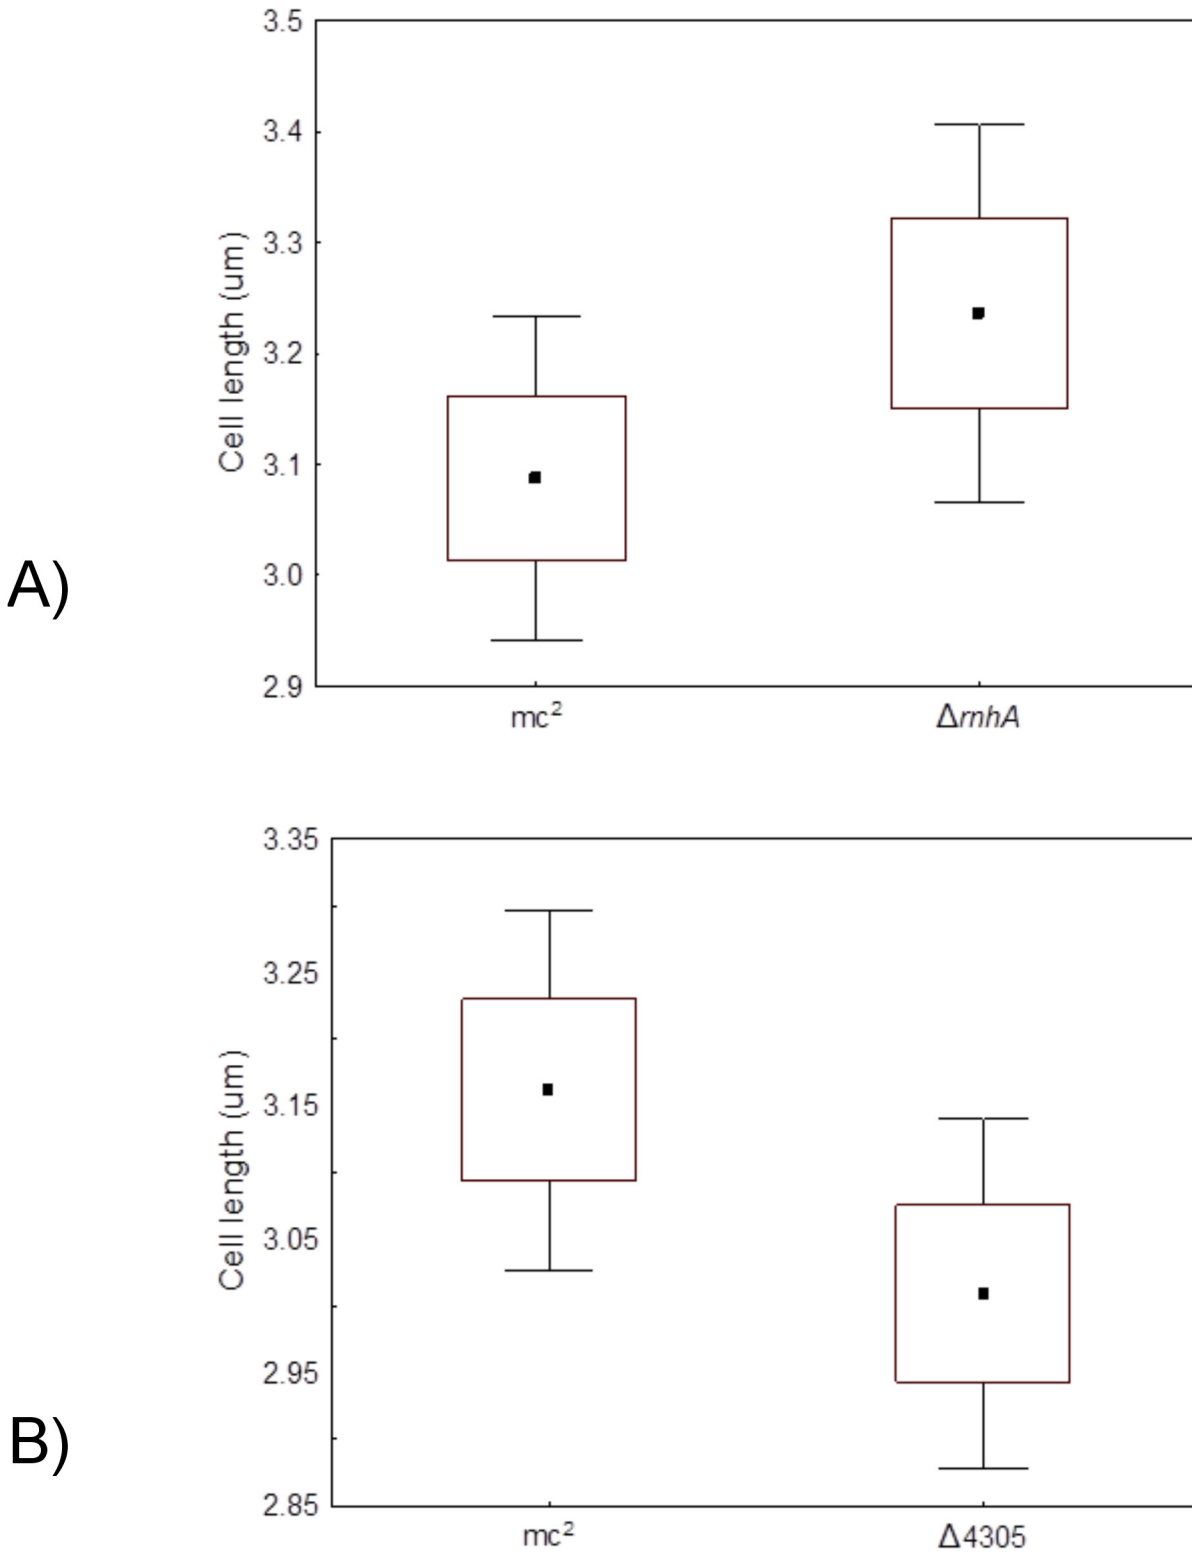 A)
Cell length (um)
3.5
3.4
3.3
3.2
3.1
3.0
2.9
mc²
ΔrnhA
B)
Cell length (um)
3.35
3.25
3.15
3.05
2.95
2.85
mc²
Δ4305